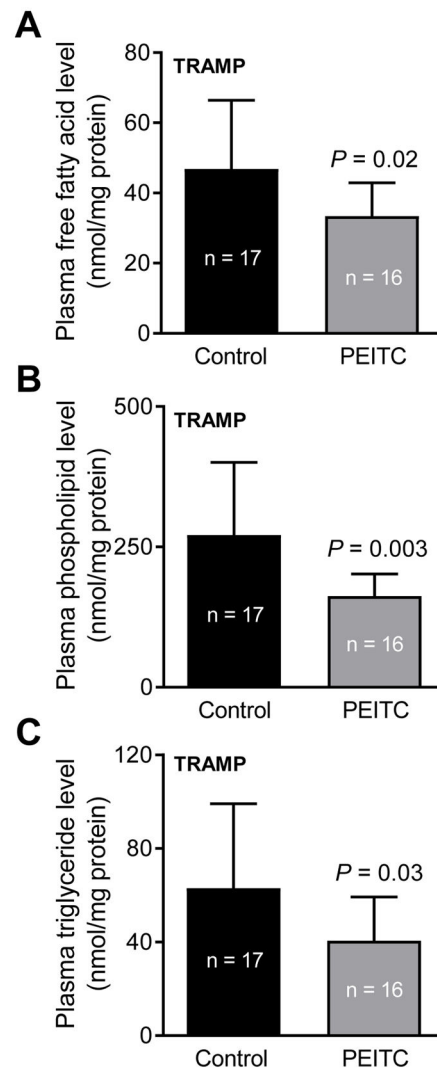 A
Plasma free fatty acid level
(nmol/mg protein)
80
60
40
20
0
TRAMP
P = 0.02
n = 17
n = 16
Control
PEITC
B
Plasma phospholipid level
(nmol/mg protein)
500
250
0
TRAMP
P = 0.003
n = 17
n = 16
Control
PEITC
C
Plasma triglyceride level
(nmol/mg protein)
120
80
40
0
TRAMP
P = 0.03
n = 17
n = 16
Control
PEITC